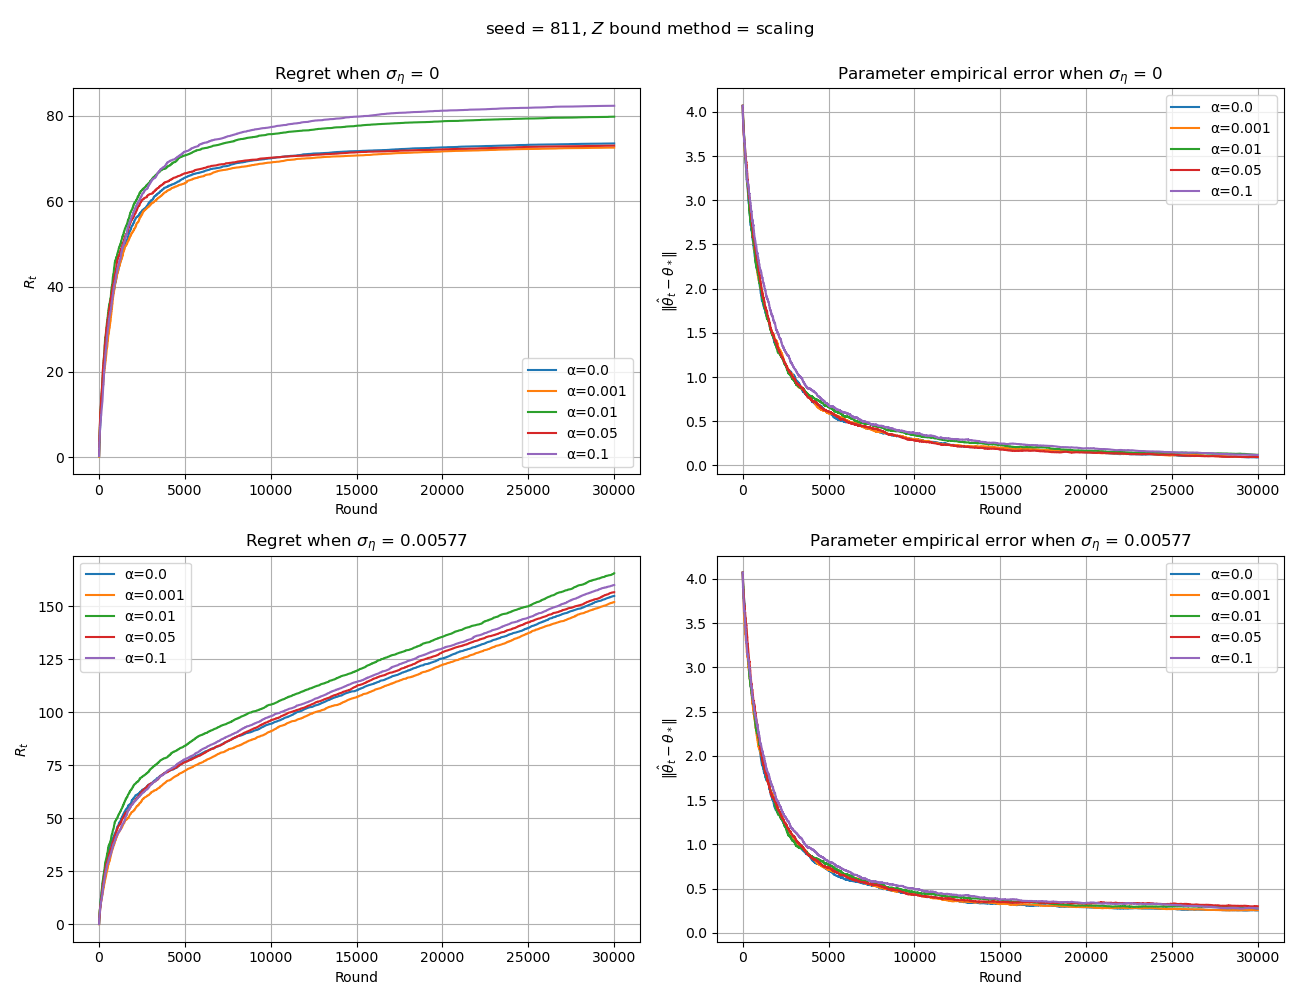 seed = 811, Z bound method = scaling
Regret when σ_η = 0
80
60
40
20
0
R_t
0 5000 10000 15000 20000 25000 30000
Round
α=0.0
α=0.001
α=0.01
α=0.05
α=0.1
Parameter empirical error when σ_η = 0
4.0
3.5
3.0
2.5
2.0
1.5
1.0
0.5
0.0
‖θ̂_t − θ_*‖
0 5000 10000 15000 20000 25000 30000
Round
α=0.0
α=0.001
α=0.01
α=0.05
α=0.1
Regret when σ_η = 0.00577
150
125
100
75
50
25
0
R_t
0 5000 10000 15000 20000 25000 30000
Round
α=0.0
α=0.001
α=0.01
α=0.05
α=0.1
Parameter empirical error when σ_η = 0.00577
4.0
3.5
3.0
2.5
2.0
1.5
1.0
0.5
0.0
‖θ̂_t − θ_*‖
0 5000 10000 15000 20000 25000 30000
Round
α=0.0
α=0.001
α=0.01
α=0.05
α=0.1